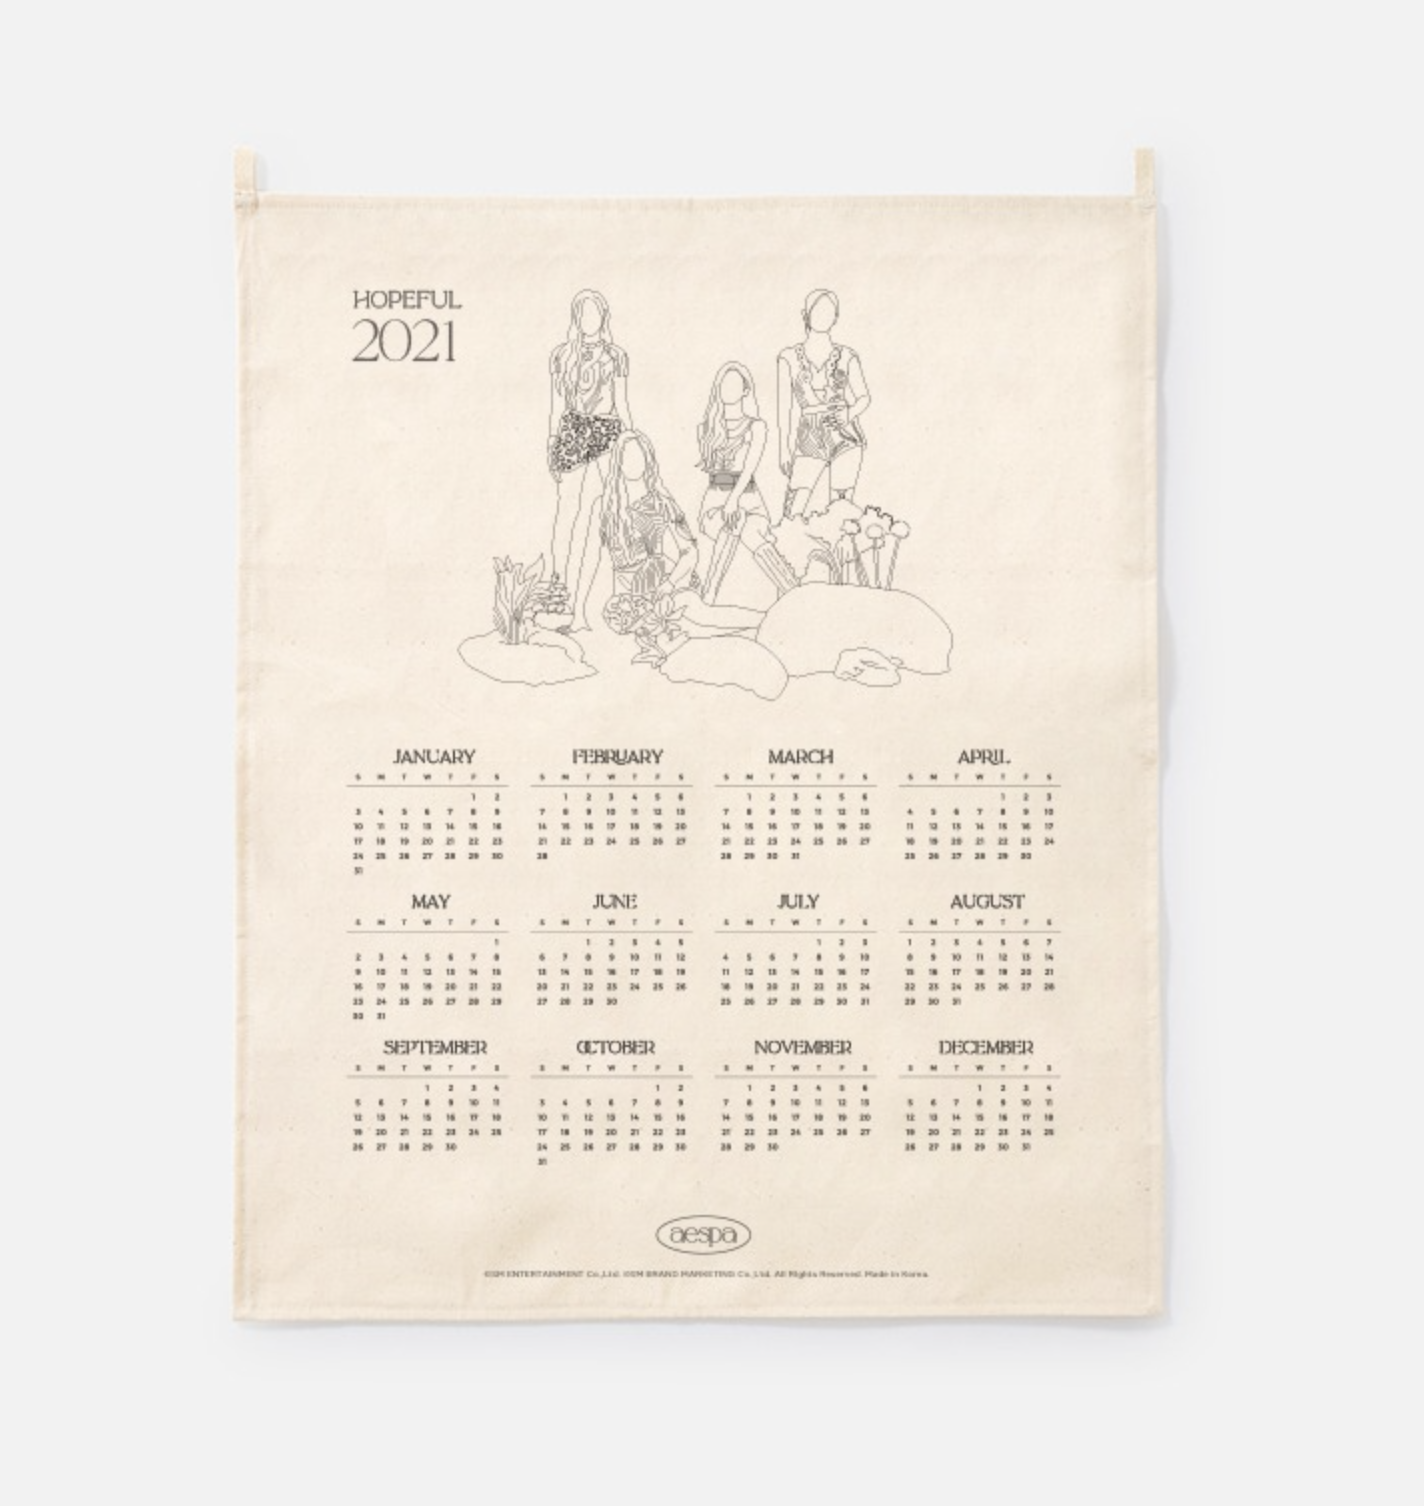 HOPEFUL
2021
JANUARY
S M T W T F S
1 2
3 4 5 6 7 8 9
10 11 12 13 14 15 16
17 18 19 20 21 22 23
24 25 26 27 28 29 30
31
FEBRUARY
S M T W T F S
1 2 3 4 5 6
7 8 9 10 11 12 13
14 15 16 17 18 19 20
21 22 23 24 25 26 27
28
MARCH
S M T W T F S
1 2 3 4 5 6
7 8 9 10 11 12 13
14 15 16 17 18 19 20
21 22 23 24 25 26 27
28 29 30 31
APRIL
S M T W T F S
1 2 3
4 5 6 7 8 9 10
11 12 13 14 15 16 17
18 19 20 21 22 23 24
25 26 27 28 29 30
MAY
S M T W T F S
1
2 3 4 5 6 7 8
9 10 11 12 13 14 15
16 17 18 19 20 21 22
23 24 25 26 27 28 29
30 31
JUNE
S M T W T F S
1 2 3 4 5
6 7 8 9 10 11 12
13 14 15 16 17 18 19
20 21 22 23 24 25 26
27 28 29 30
JULY
S M T W T F S
1 2 3
4 5 6 7 8 9 10
11 12 13 14 15 16 17
18 19 20 21 22 23 24
25 26 27 28 29 30 31
AUGUST
S M T W T F S
1 2 3 4 5 6 7
8 9 10 11 12 13 14
15 16 17 18 19 20 21
22 23 24 25 26 27 28
29 30 31
SEPTEMBER
S M T W T F S
1 2 3 4
5 6 7 8 9 10 11
12 13 14 15 16 17 18
19 20 21 22 23 24 25
26 27 28 29 30
OCTOBER
S M T W T F S
1 2
3 4 5 6 7 8 9
10 11 12 13 14 15 16
17 18 19 20 21 22 23
24 25 26 27 28 29 30
31
NOVEMBER
S M T W T F S
1 2 3 4 5 6
7 8 9 10 11 12 13
14 15 16 17 18 19 20
21 22 23 24 25 26 27
28 29 30
DECEMBER
S M T W T F S
1 2 3 4
5 6 7 8 9 10 11
12 13 14 15 16 17 18
19 20 21 22 23 24 25
26 27 28 29 30 31
aespa
©SM ENTERTAINMENT Co.,Ltd. ©SM BRAND MARKETING Co.,Ltd. All Rights Reserved. Made in Korea.